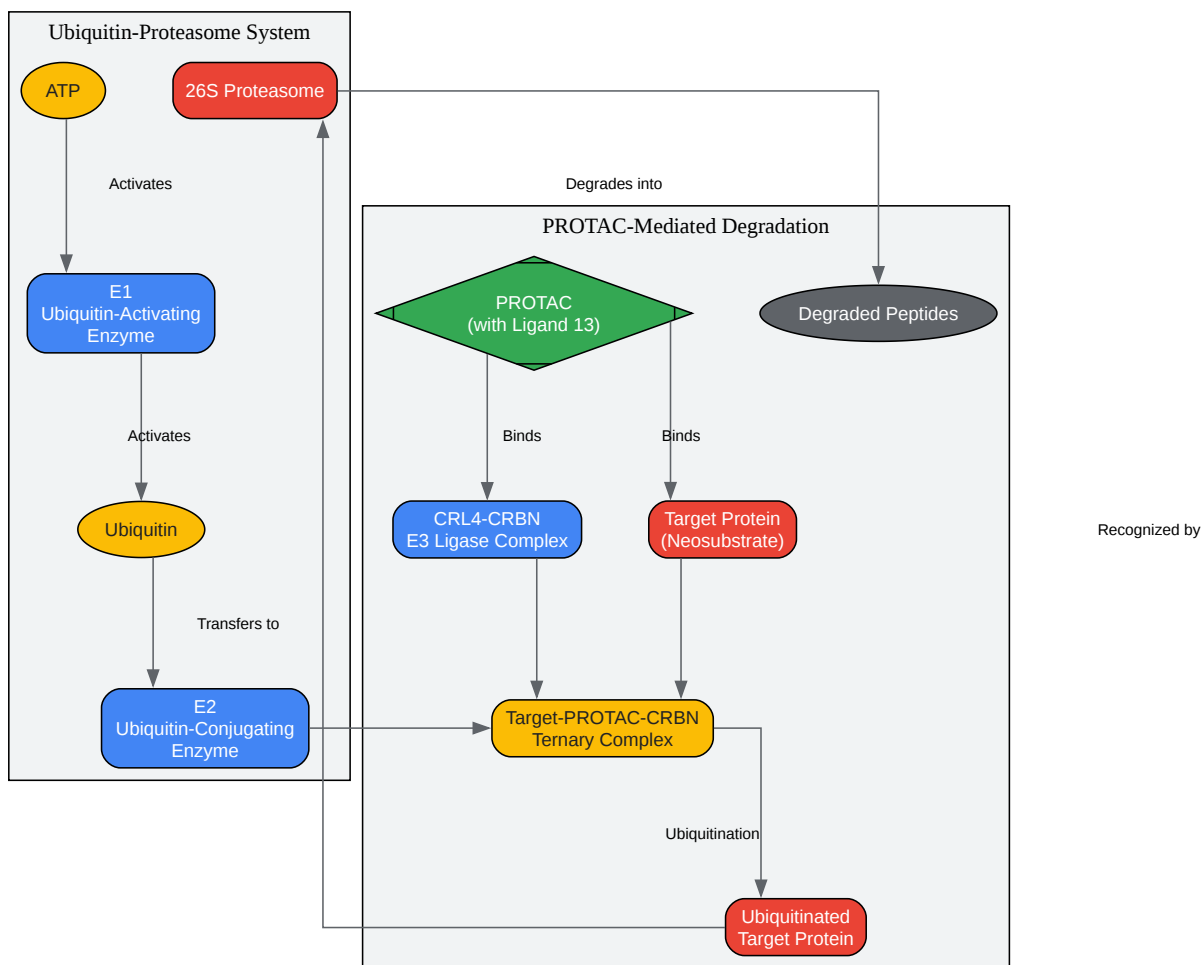 Ubiquitin-Proteasome System
ATP
26S Proteasome
Activates
Degrades into
PROTAC-Mediated Degradation
E1
Ubiquitin-Activating
Enzyme
PROTAC
(with Ligand 13)
Degraded Peptides
Activates
Binds
Binds
Ubiquitin
CRL4-CRBN
E3 Ligase Complex
Target Protein
(Neosubstrate)
Recognized by
Transfers to
E2
Ubiquitin-Conjugating
Enzyme
Target-PROTAC-CRBN
Ternary Complex
Ubiquitination
Ubiquitinated
Target Protein